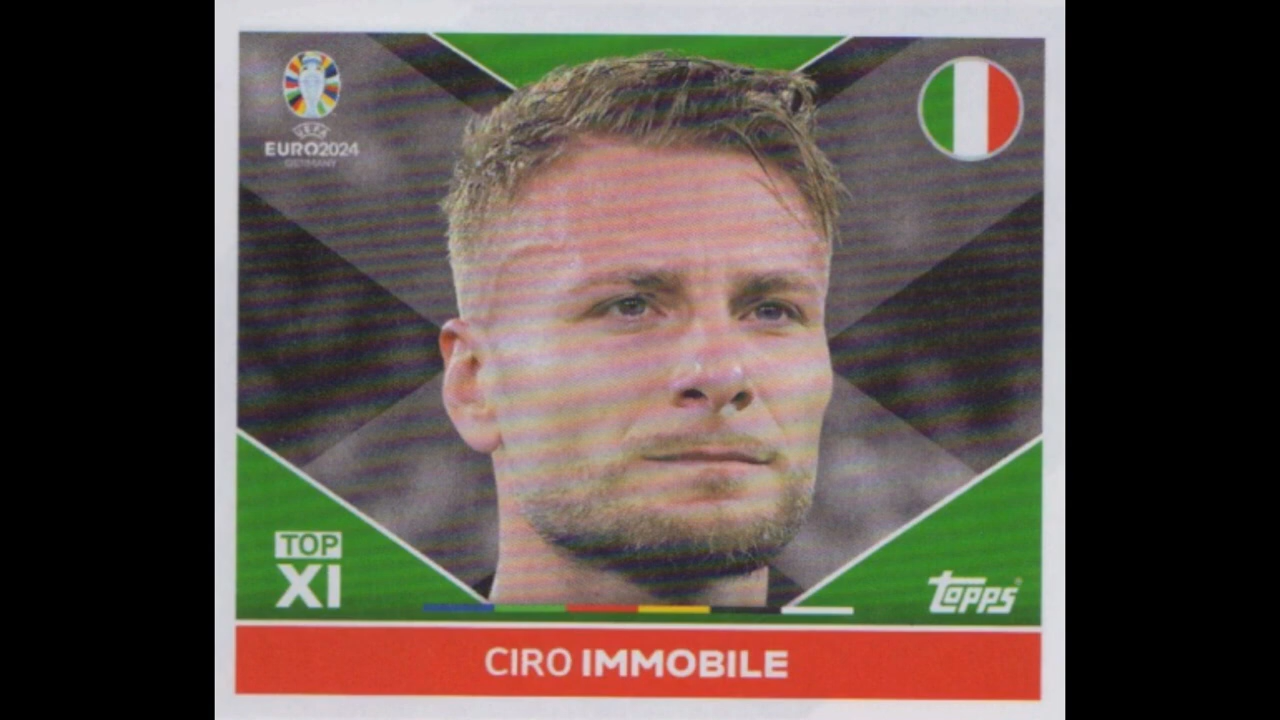 UEFA
EURO2024
GERMANY
TOP
XI
topps
CIRO IMMOBILE